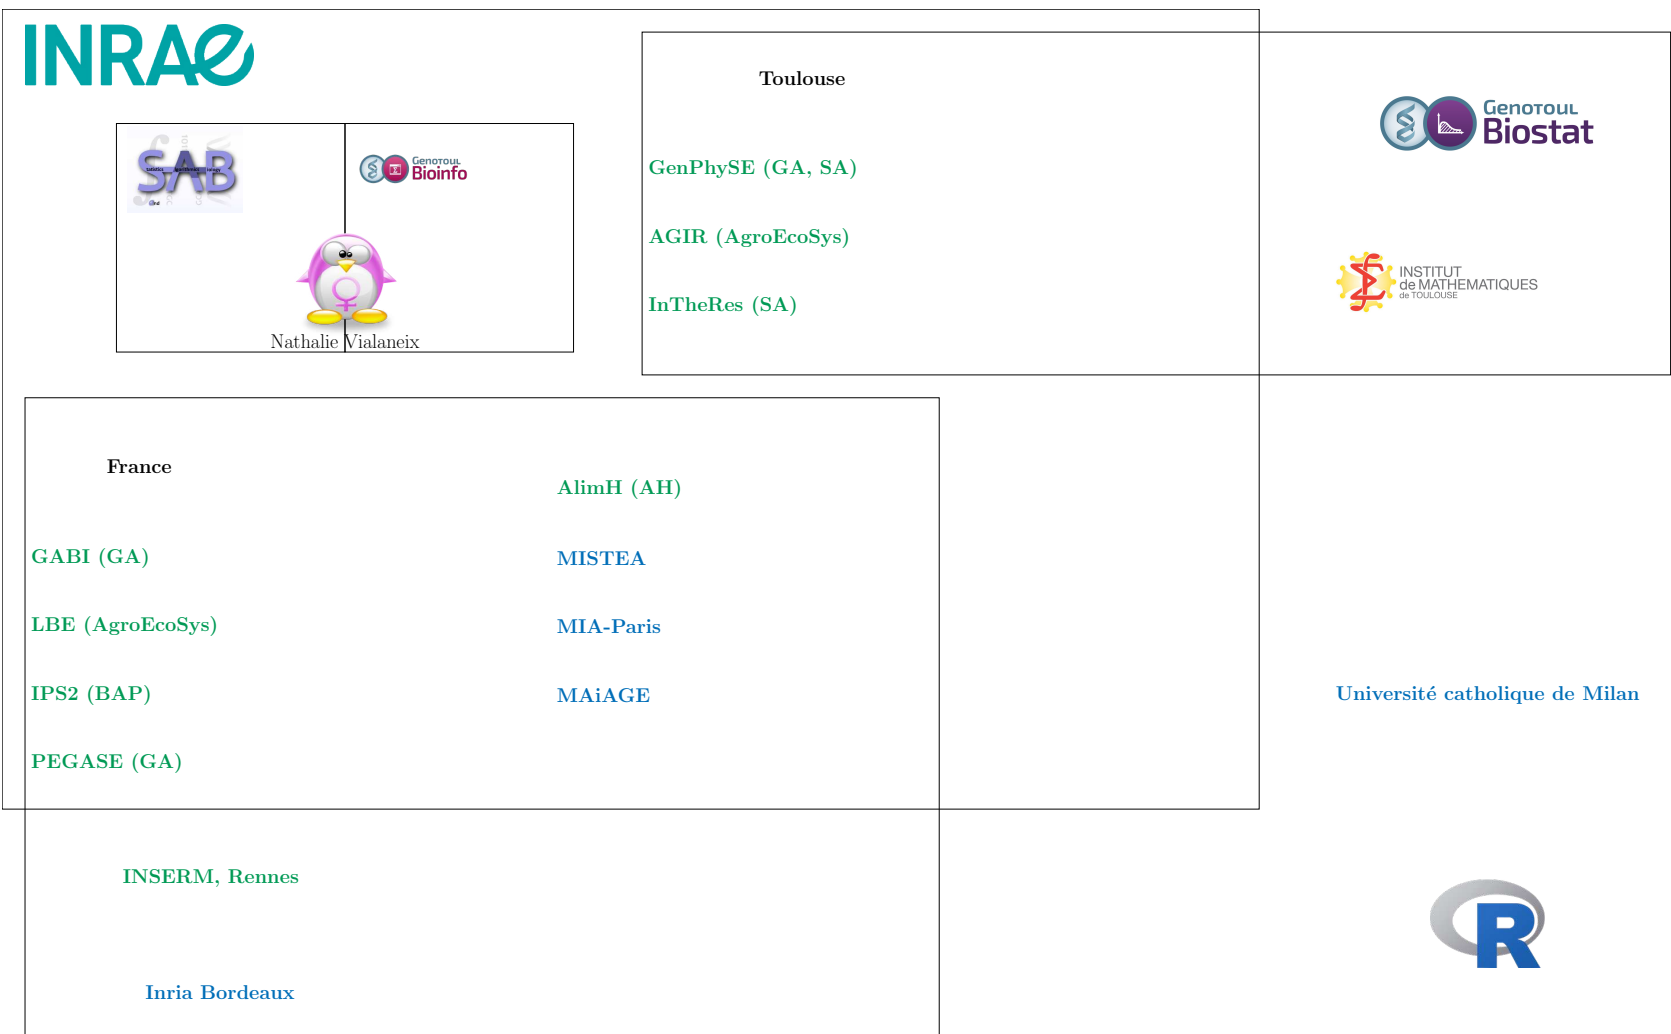 INRAE
Toulouse
GENOTOUL
Biostat
SAB
GENOTOUL
Bioinfo
GenPhySE (GA, SA)
AGIR (AgroEcoSys)
INSTITUT
de MATHEMATIQUES
de TOULOUSE
InTheRes (SA)
Nathalie Vialaneix
France
AlimH (AH)
GABI (GA)
MISTEA
LBE (AgroEcoSys)
MIA-Paris
IPS2 (BAP)
MAiAGE
Université catholique de Milan
PEGASE (GA)
INSERM, Rennes
R
Inria Bordeaux